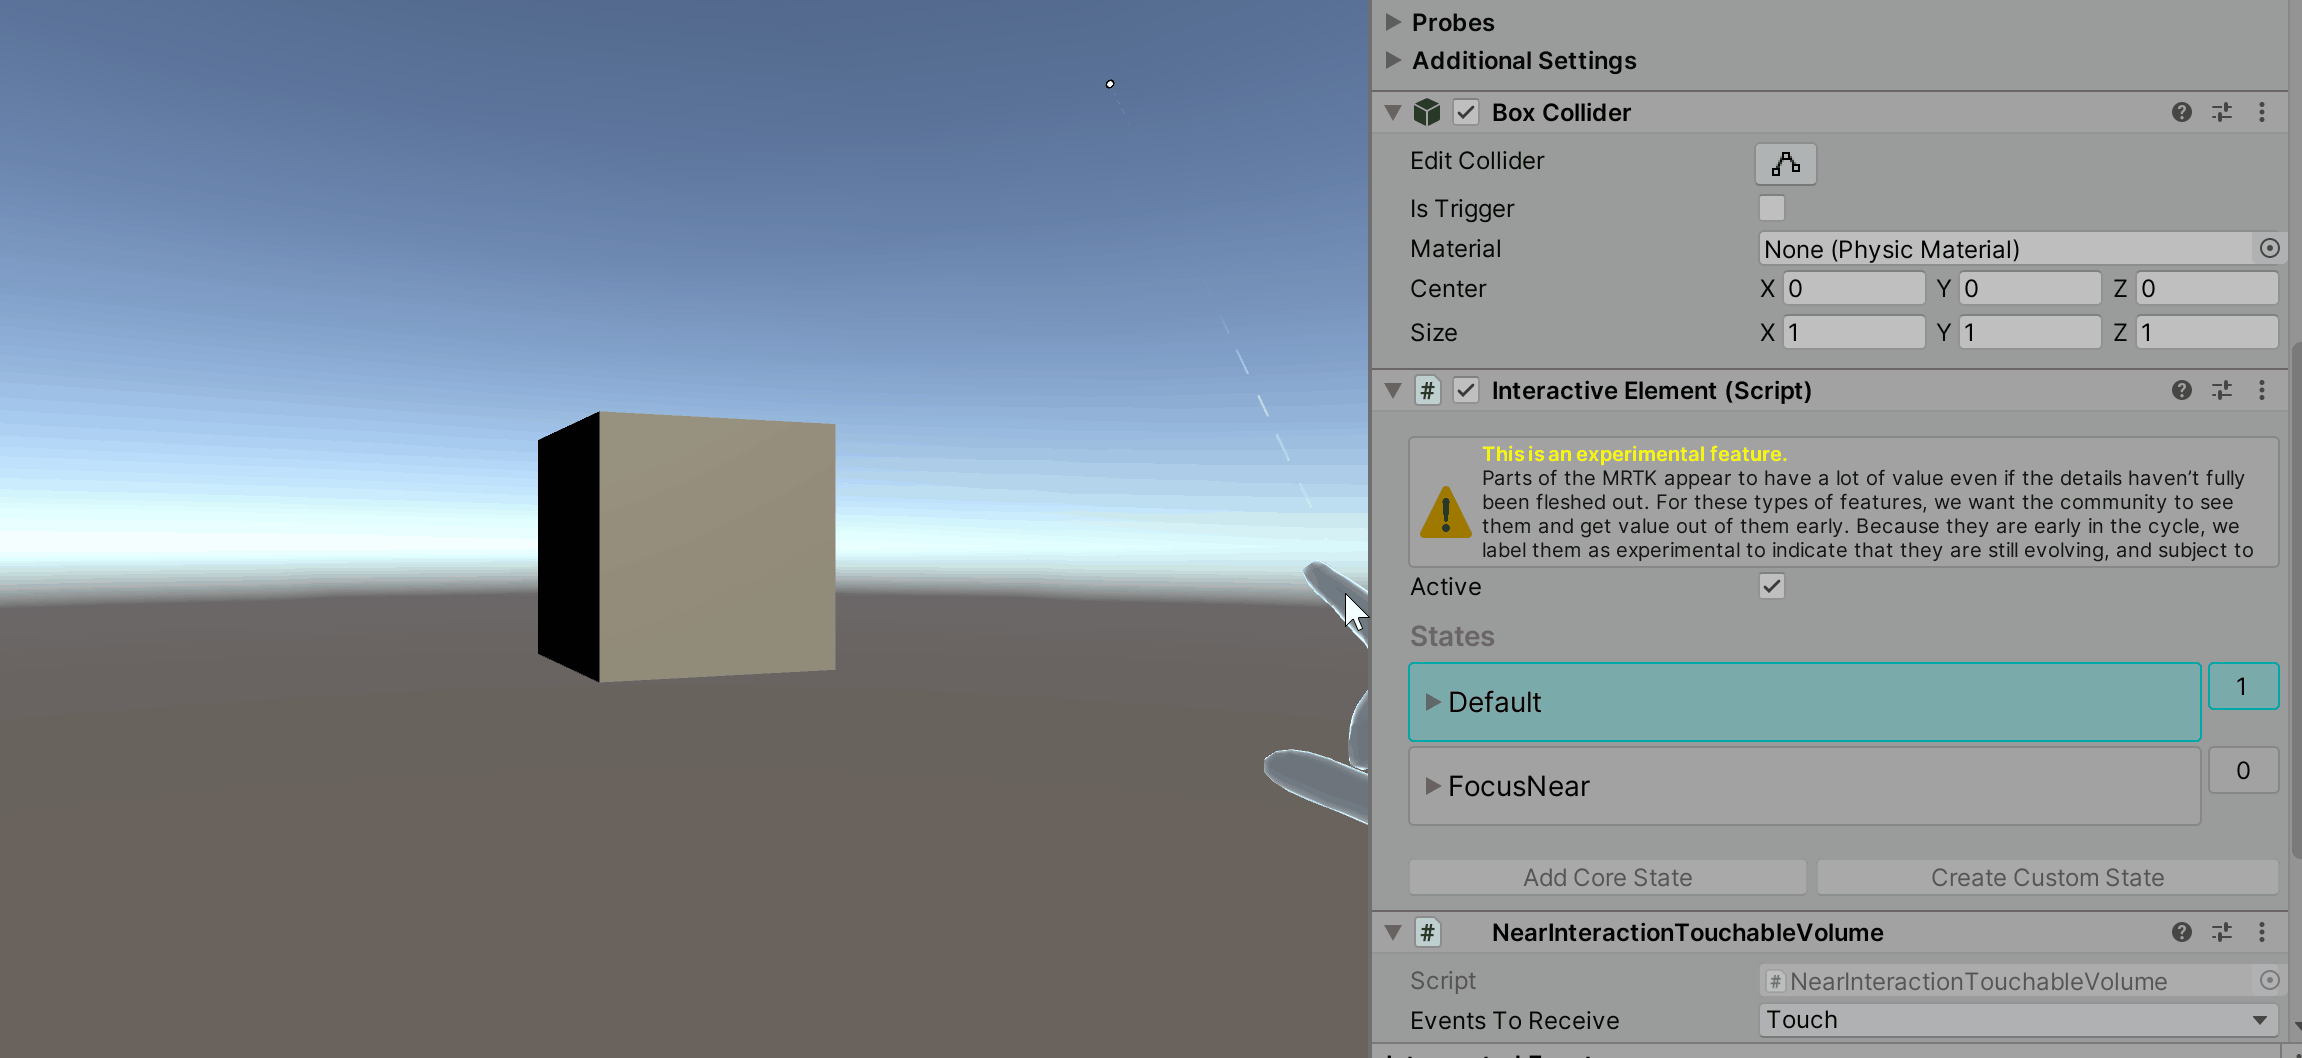 Probes
Additional Settings
Box Collider
Edit Collider
Is Trigger
Material None (Physic Material)
Center X 0 Y 0 Z 0
Size X 1 Y 1 Z 1
# Interactive Element (Script)
This is an experimental feature.
Parts of the MRTK appear to have a lot of value even if the details haven't fully
been fleshed out. For these types of features, we want the community to see
them and get value out of them early. Because they are early in the cycle, we
label them as experimental to indicate that they are still evolving, and subject to
Active
States
Default 1
FocusNear 0
Add Core State Create Custom State
# NearInteractionTouchableVolume
Script # NearInteractionTouchableVolume
Events To Receive Touch